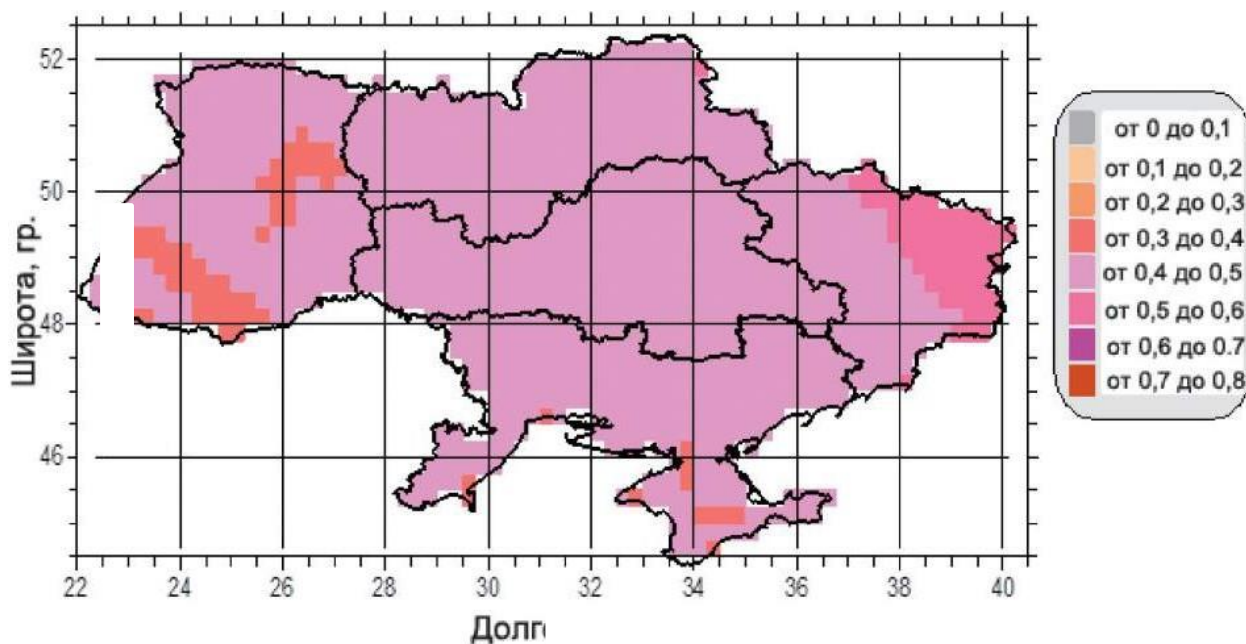 Широта, гр.
52
50
48
46
22 24 26 28 30 32 34 36 38 40
Долг
от 0 до 0,1
от 0,1 до 0,2
от 0,2 до 0,3
от 0,3 до 0,4
от 0,4 до 0,5
от 0,5 до 0,6
от 0,6 до 0.7
от 0,7 до 0,8